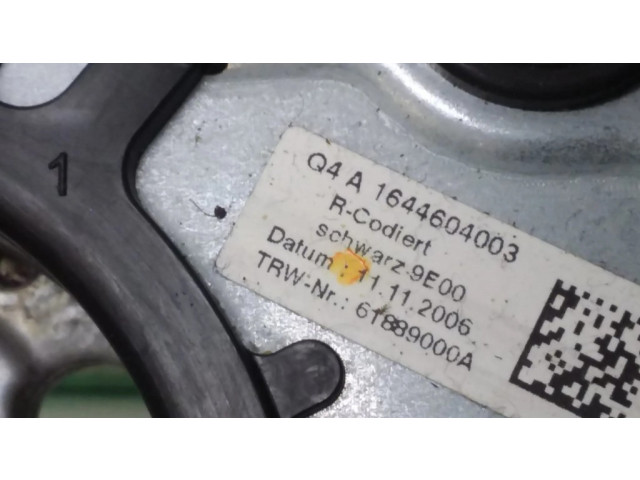 1
Q4 A 1644604003
R-Codiert
schwarz-9E00
Datum : 11.11.2006
TRW-Nr.: 61889000A